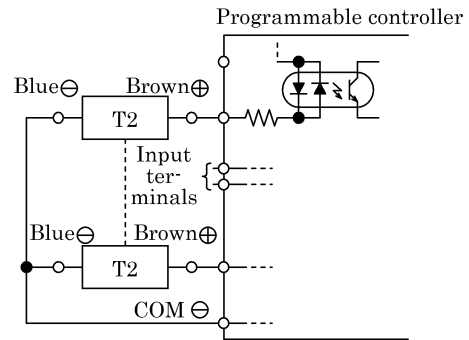 Programmable controller
Blue⊖
Brown⊕
T2
Input
ter-
minals
Blue⊖
Brown⊕
T2
COM ⊖